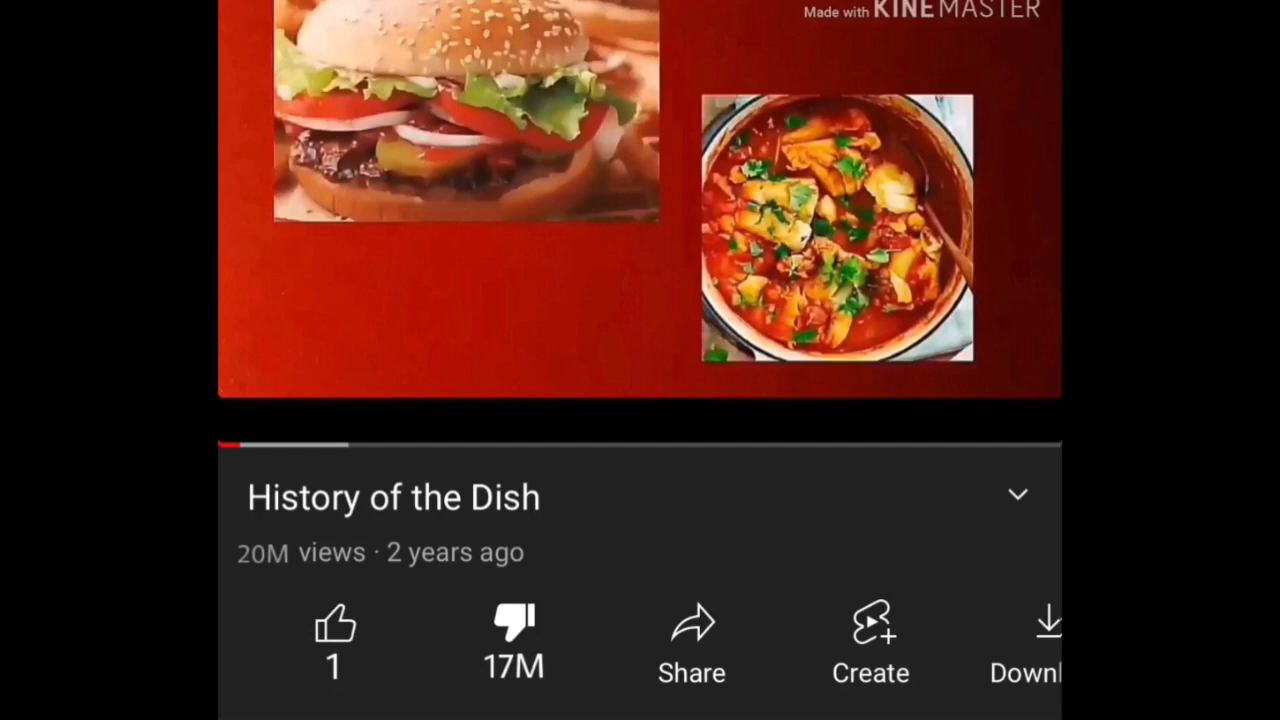 Made with KINEMASTER
History of the Dish
20M views · 2 years ago
1
17M
Share
Create
Downl